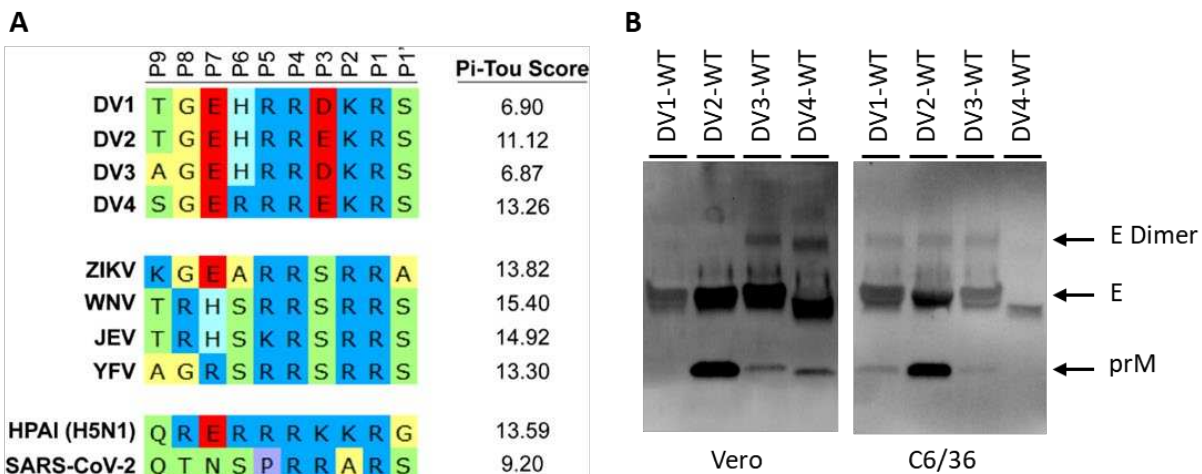 A
P9 P8 P7 P6 P5 P4 P3 P2 P1 P1' Pi-Tou Score
DV1 T G E H R R D K R S 6.90
DV2 T G E H R R E K R S 11.12
DV3 A G E H R R D K R S 6.87
DV4 S G E R R R E K R S 13.26
ZIKV K G E A R R S R R A 13.82
WNV T R H S R R S R R S 15.40
JEV T R H S K R S R R S 14.92
YFV A G R S R R S R R S 13.30
HPAI (H5N1) Q R E R R R K K R G 13.59
SARS-CoV-2 Q T N S P R R A R S 9.20
B
DV1-WT DV2-WT DV3-WT DV4-WT DV1-WT DV2-WT DV3-WT DV4-WT
E Dimer
E
prM
Vero C6/36